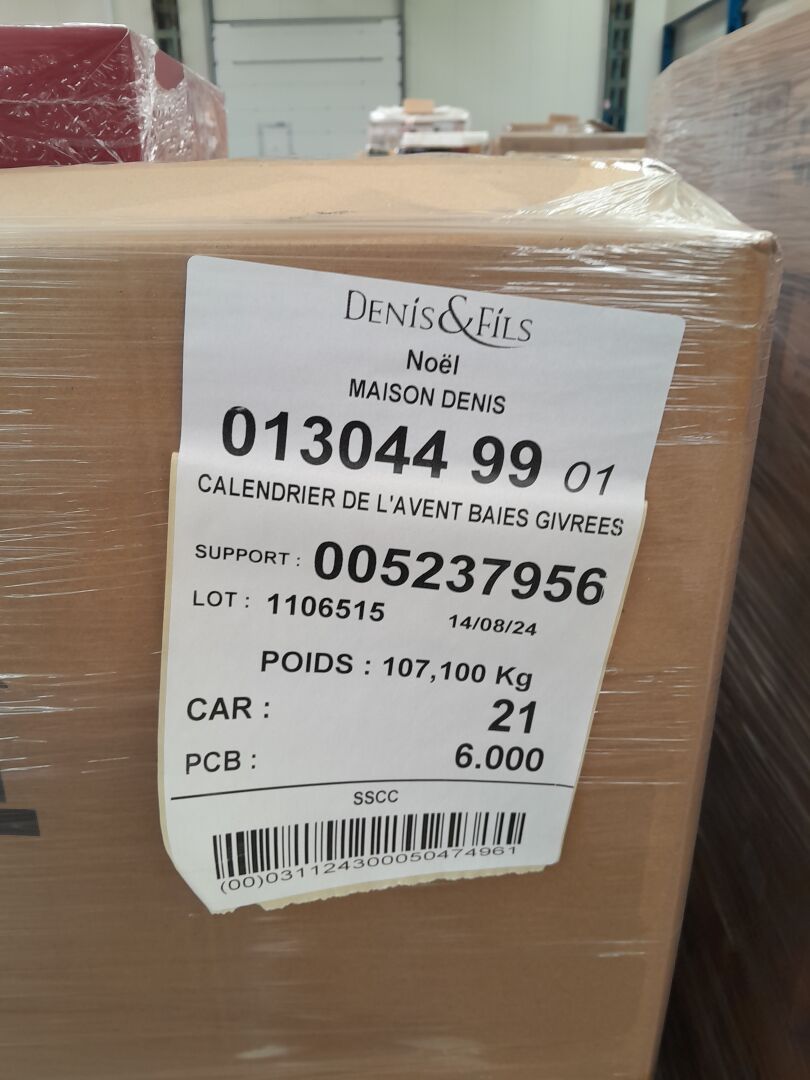 DENIS&FILS
Noël
MAISON DENIS
013044 99 01
CALENDRIER DE L'AVENT BAIES GIVREES
SUPPORT : 005237956
LOT : 1106515 14/08/24
POIDS : 107,100 Kg
CAR : 21
PCB : 6.000
SSCC
(00)031124300050474961